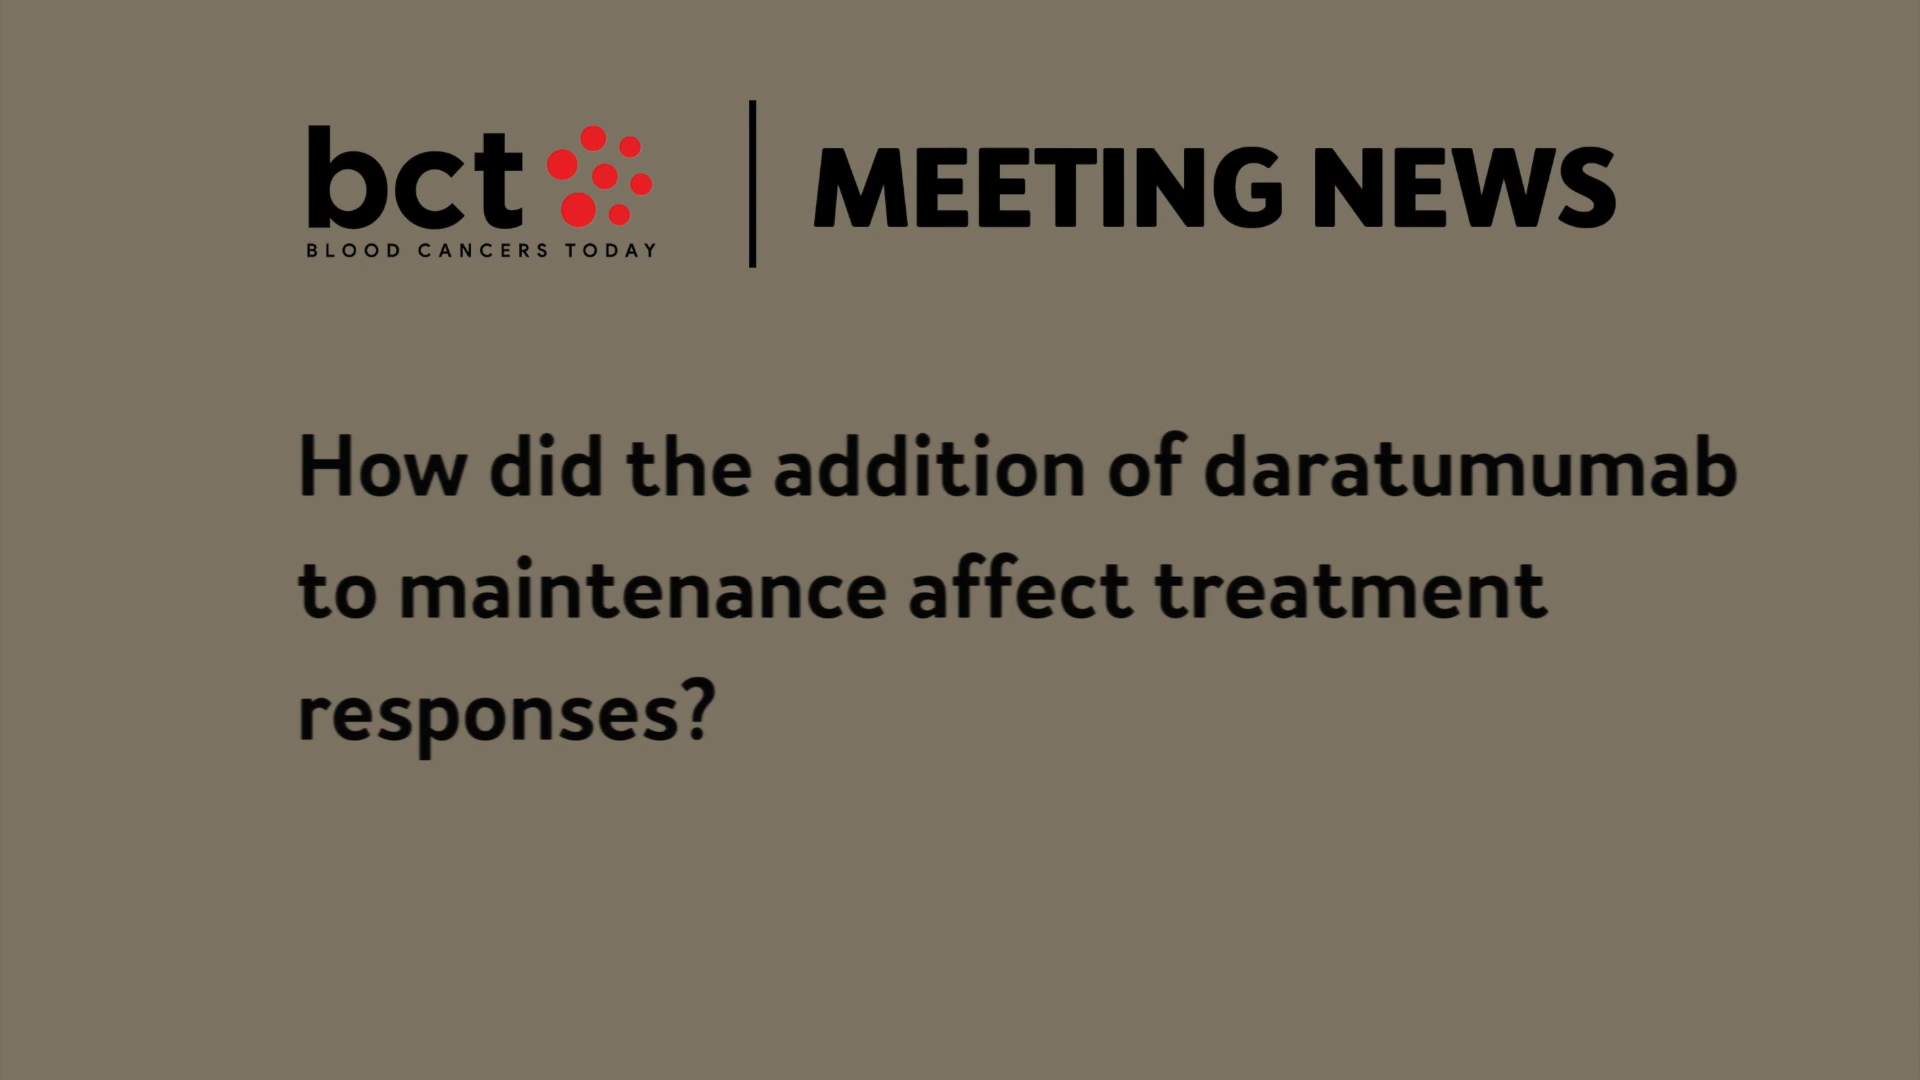 bct
BLOOD CANCERS TODAY
MEETING NEWS
How did the addition of daratumumab
to maintenance affect treatment
responses?